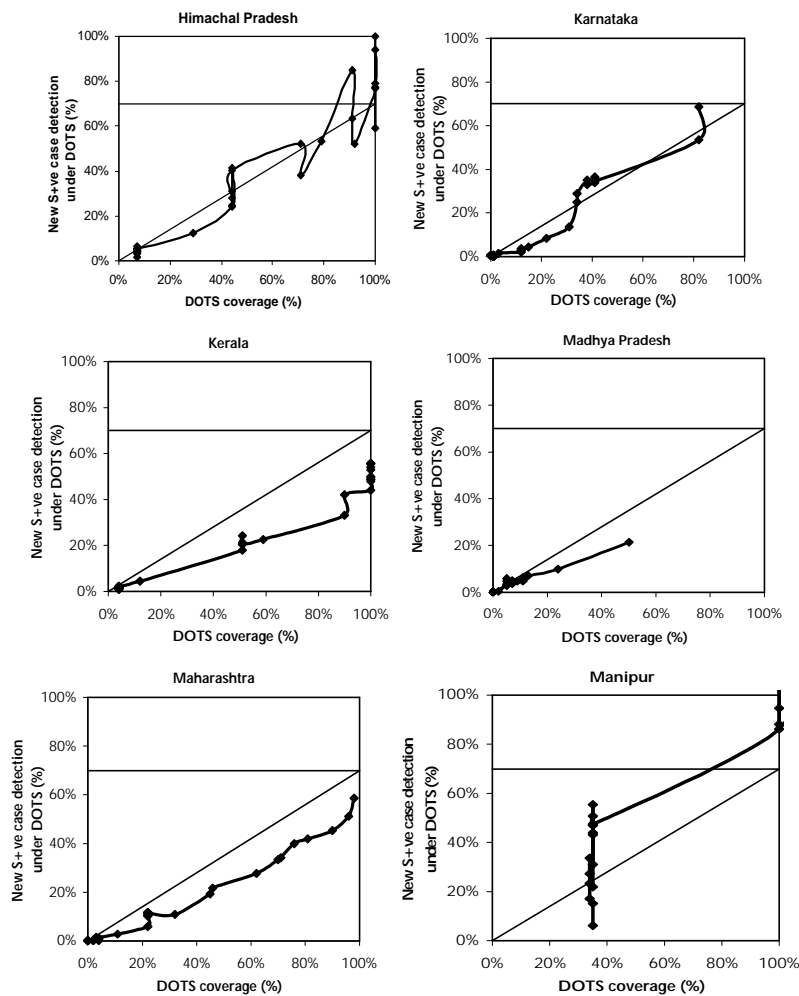 Himachal Pradesh
New S+ve case detection
under DOTS (%)
100%
80%
60%
40%
20%
0%
0% 20% 40% 60% 80% 100%
DOTS coverage (%)
Karnataka
New S+ve case detection
under DOTS (%)
100%
80%
60%
40%
20%
0%
0% 20% 40% 60% 80% 100%
DOTS coverage (%)
Kerala
New S+ve case detection
under DOTS (%)
100%
80%
60%
40%
20%
0%
0% 20% 40% 60% 80% 100%
DOTS coverage (%)
Madhya Pradesh
New S+ve case detection
under DOTS (%)
100%
80%
60%
40%
20%
0%
0% 20% 40% 60% 80% 100%
DOTS coverage (%)
Maharashtra
New S+ve case detection
under DOTS (%)
100%
80%
60%
40%
20%
0%
0% 20% 40% 60% 80% 100%
DOTS coverage (%)
Manipur
New S+ve case detection
under DOTS (%)
100%
80%
60%
40%
20%
0%
0% 20% 40% 60% 80% 100%
DOTS coverage (%)